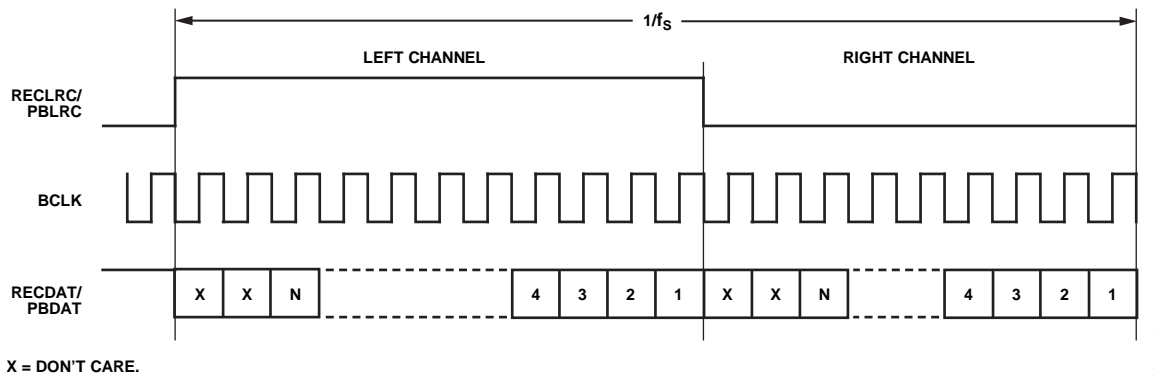 1/fS
LEFT CHANNEL
RIGHT CHANNEL
RECLRC/
PBLRC
BCLK
RECDAT/
PBDAT
X X N 4 3 2 1 X X N 4 3 2 1
X = DON'T CARE.